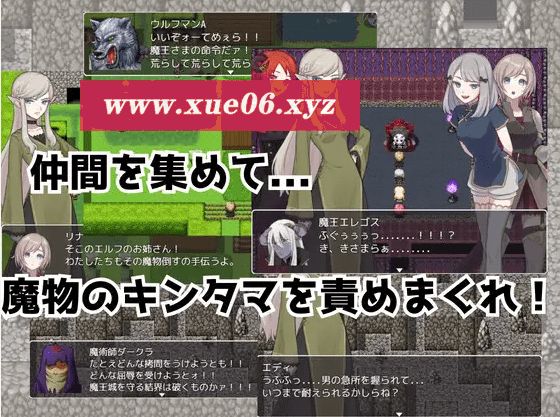 ウルフマンA
いいぞォーてめぇら！！
魔王さまの命令だァ！
荒らして荒らして荒ら
www.xue06.xyz
仲間を集めて...
リナ
そこのエルフのお姉さん！
わたしたちもその魔物倒すの手伝うよ。
魔王エレゴス
ふぐぅぅぅっ.......！！！？
き、きさまらぁ........
魔物のキンタマを責めまくれ！
魔術師ダークラ
たとえどんな拷問をうけようとも！！
どんな屈辱を受けようとォ！！
魔王城を守る結界は破くものかァ！！！
エディ
うふふっ....男の急所を握られて...
いつまで耐えられるかしらね？